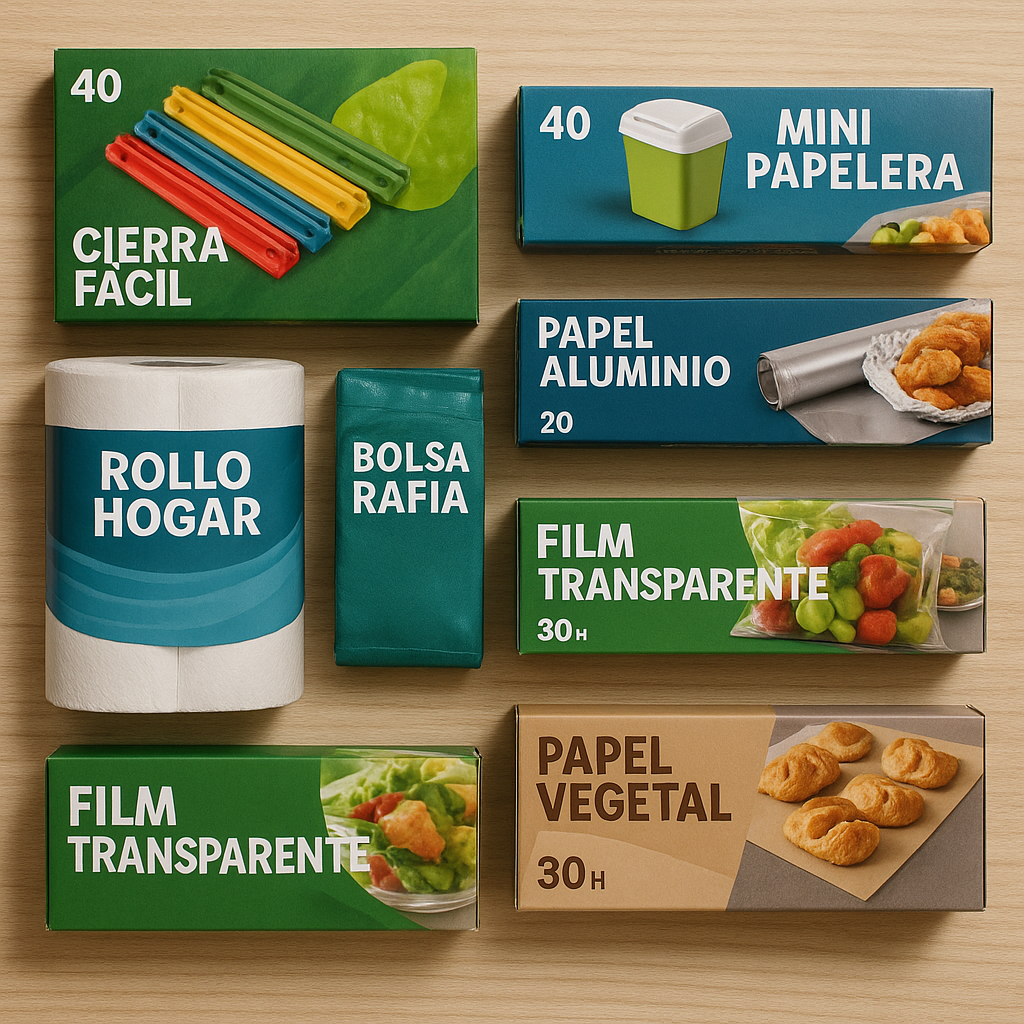 40
CIERRA
FÀCIL
40
MINI
PAPELERA
PAPEL
ALUMINIO
20
ROLLO
HOGAR
BOLSA
RAFIA
FILM
TRANSPARENTE
30 H
FILM
TRANSPARENTE
PAPEL
VEGETAL
30 H